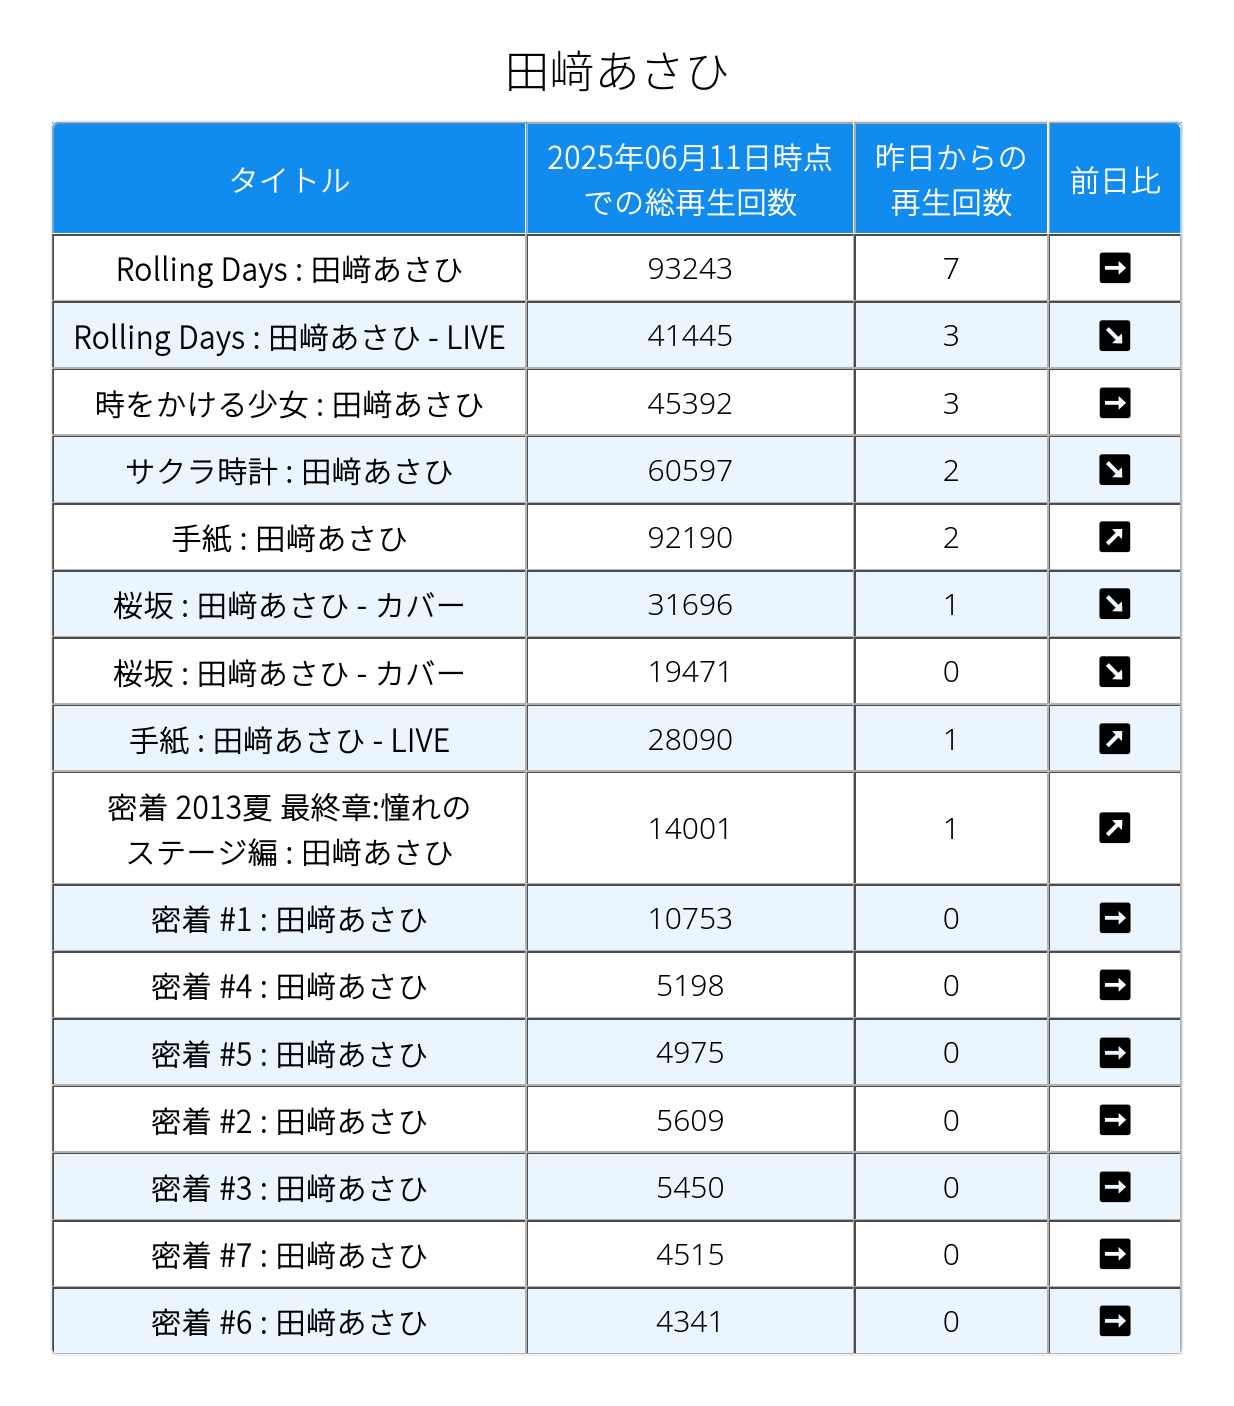 田﨑あさひ
タイトル
2025年06月11日時点
での総再生回数
昨日からの
再生回数
前日比
Rolling Days : 田﨑あさひ 93243 7 ➡
Rolling Days : 田﨑あさひ - LIVE 41445 3 ↘
時をかける少女 : 田﨑あさひ 45392 3 ➡
サクラ時計 : 田﨑あさひ 60597 2 ↘
手紙 : 田﨑あさひ 92190 2 ↗
桜坂 : 田﨑あさひ - カバー 31696 1 ↘
桜坂 : 田﨑あさひ - カバー 19471 0 ↘
手紙 : 田﨑あさひ - LIVE 28090 1 ↗
密着 2013夏 最終章:憧れの
ステージ編 : 田﨑あさひ 14001 1 ↗
密着 #1 : 田﨑あさひ 10753 0 ➡
密着 #4 : 田﨑あさひ 5198 0 ➡
密着 #5 : 田﨑あさひ 4975 0 ➡
密着 #2 : 田﨑あさひ 5609 0 ➡
密着 #3 : 田﨑あさひ 5450 0 ➡
密着 #7 : 田﨑あさひ 4515 0 ➡
密着 #6 : 田﨑あさひ 4341 0 ➡